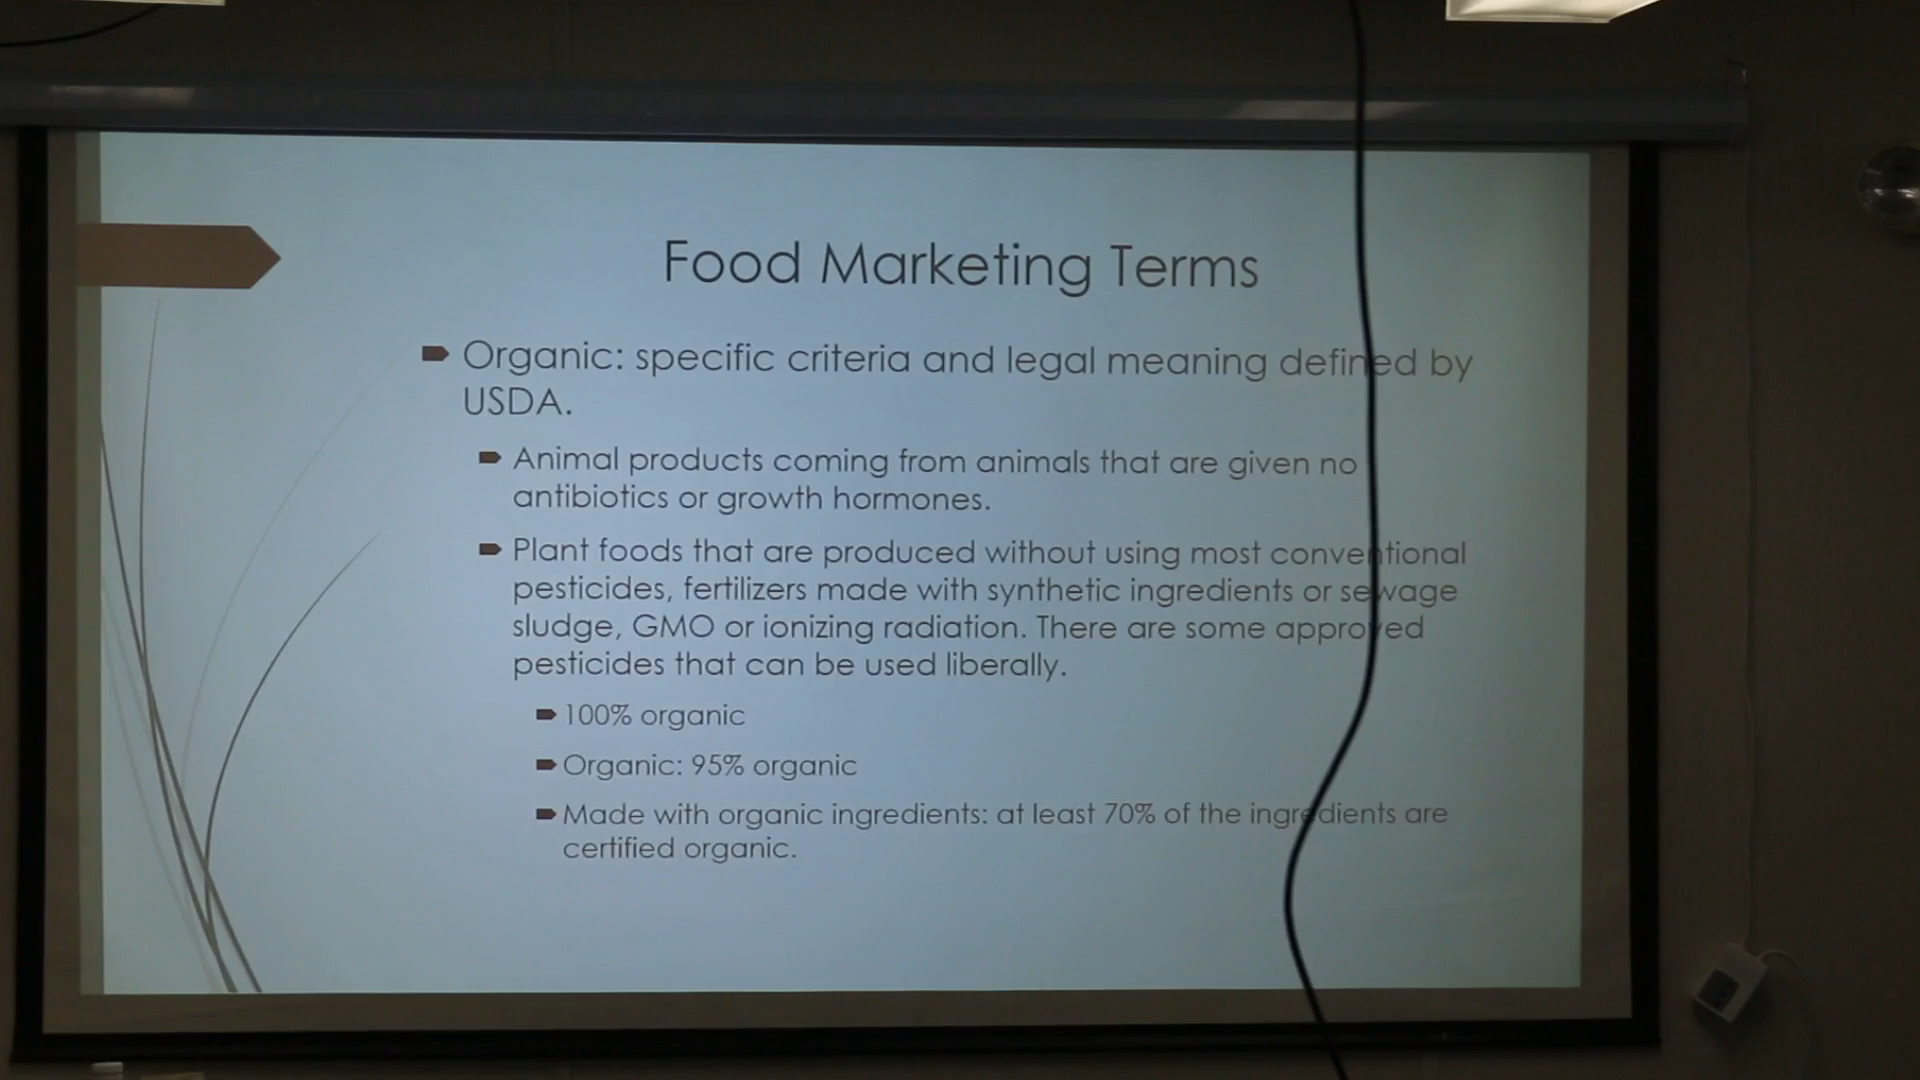 Food Marketing Terms
Organic: specific criteria and legal meaning defined by
USDA.
Animal products coming from animals that are given no
antibiotics or growth hormones.
Plant foods that are produced without using most conventional
pesticides, fertilizers made with synthetic ingredients or sewage
sludge, GMO or ionizing radiation. There are some approved
pesticides that can be used liberally.
100% organic
Organic: 95% organic
Made with organic ingredients: at least 70% of the ingredients are
certified organic.